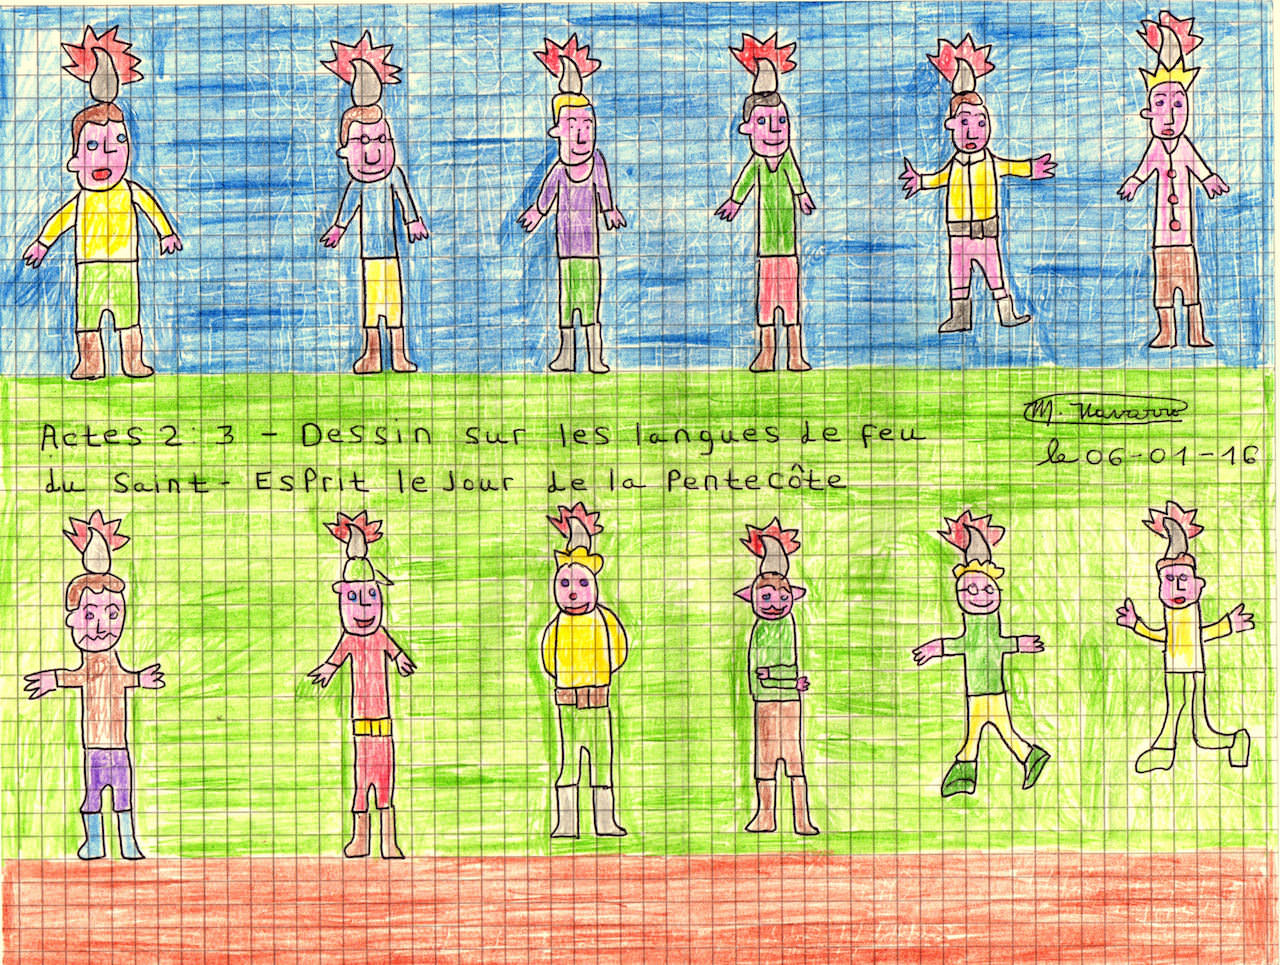 Actes 2: 3 - Dessin sur les langues de feu
du Saint-Esprit le Jour de la Pentecôte
M. Navarro
le 06-01-16